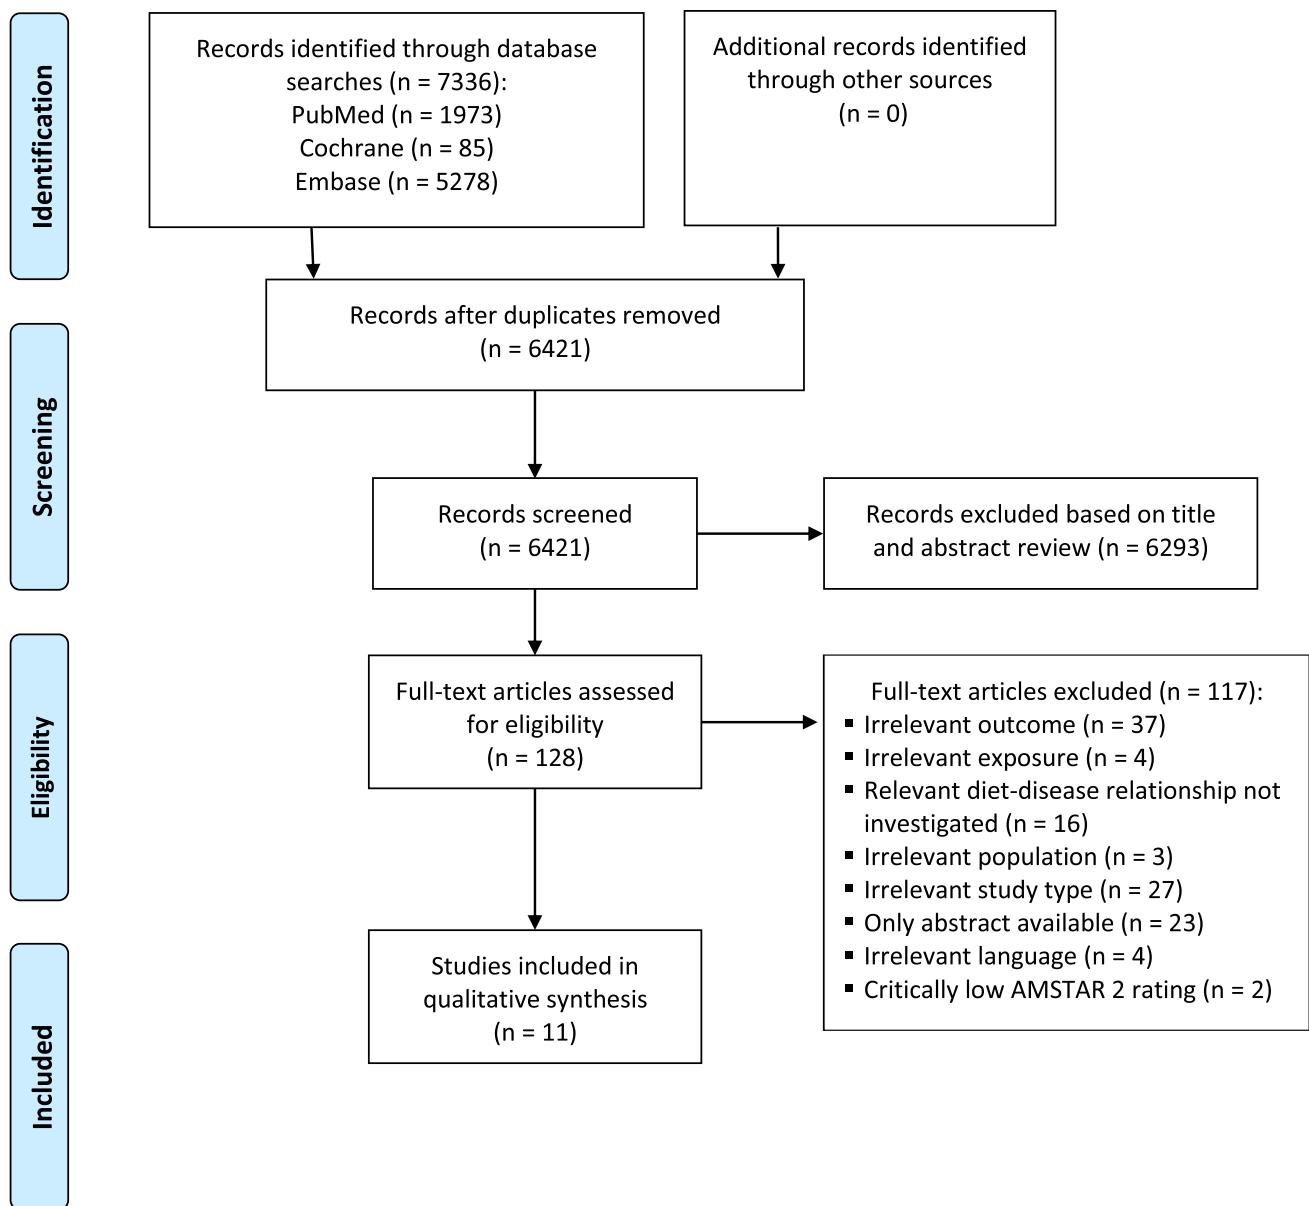 Identification
Records identified through database
searches (n = 7336):
PubMed (n = 1973)
Cochrane (n = 85)
Embase (n = 5278)
Additional records identified
through other sources
(n = 0)
Records after duplicates removed
(n = 6421)
Screening
Records screened
(n = 6421)
Records excluded based on title
and abstract review (n = 6293)
Eligibility
Full-text articles assessed
for eligibility
(n = 128)
Full-text articles excluded (n = 117):
▪ Irrelevant outcome (n = 37)
▪ Irrelevant exposure (n = 4)
▪ Relevant diet-disease relationship not
investigated (n = 16)
▪ Irrelevant population (n = 3)
▪ Irrelevant study type (n = 27)
▪ Only abstract available (n = 23)
▪ Irrelevant language (n = 4)
▪ Critically low AMSTAR 2 rating (n = 2)
Included
Studies included in
qualitative synthesis
(n = 11)